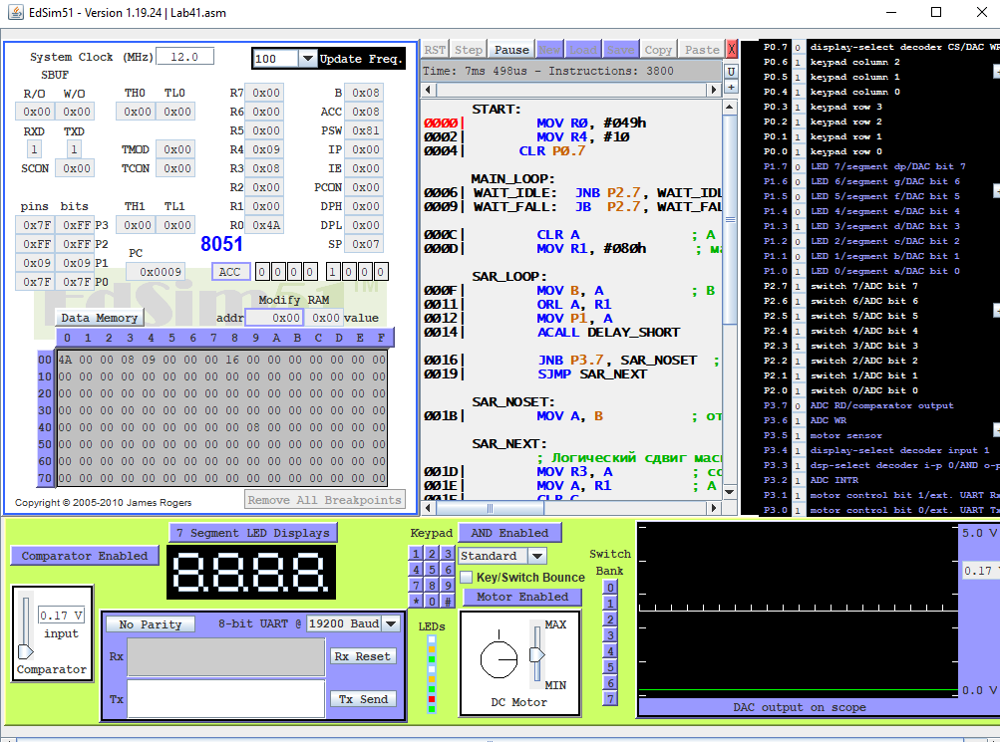 EdSim51 - Version 1.19.24 | Lab41.asm
System Clock (MHz) 12.0
100 Update Freq.
SBUF
R/O W/O TH0 TL0 R7 0x00 B 0x08
0x00 0x00 0x00 0x00 R6 0x00 ACC 0x08
RXD TXD R5 0x00 PSW 0x81
1 1 TMOD 0x00 R4 0x09 IP 0x00
SCON 0x00 TCON 0x00 R3 0x08 IE 0x00
R2 0x00 PCON 0x00
pins bits TH1 TL1 R1 0x00 DPH 0x00
0x7F 0xFF P3 0x00 0x00 R0 0x4A DPL 0x00
0xFF 0xFF P2 8051 SP 0x07
0x09 0x09 P1 PC
0x7F 0x7F P0 0x0009 ACC 0 0 0 0 1 0 0 0
EdSim51 TM
Modify RAM
Data Memory addr 0x00 0x00 value
0 1 2 3 4 5 6 7 8 9 A B C D E F
00 4A 00 00 08 09 00 00 00 16 00 00 00 00 00 00 00
10 00 00 00 00 00 00 00 00 00 00 00 00 00 00 00 00
20 00 00 00 00 00 00 00 00 00 00 00 00 00 00 00 00
30 00 00 00 00 00 00 00 00 00 00 00 00 00 00 00 00
40 00 00 00 00 00 00 00 00 00 08 00 00 00 00 00 00
50 00 00 00 00 00 00 00 00 00 00 00 00 00 00 00 00
60 00 00 00 00 00 00 00 00 00 00 00 00 00 00 00 00
70 00 00 00 00 00 00 00 00 00 00 00 00 00 00 00 00
Copyright © 2005-2010 James Rogers Remove All Breakpoints
RST Step Pause New Load Save Copy Paste X
Time: 7ms 498us - Instructions: 3800 U
+
START:
0000| MOV R0, #049h
0002| MOV R4, #10
0004| CLR P0.7
MAIN_LOOP:
0006| WAIT_IDLE: JNB P2.7, WAIT_IDL
0009| WAIT_FALL: JB P2.7, WAIT_FAL
000C| CLR A ; A
000D| MOV R1, #080h ; ма
SAR_LOOP:
000F| MOV B, A ; B
0011| ORL A, R1
0012| MOV P1, A
0014| ACALL DELAY_SHORT
0016| JNB P3.7, SAR_NOSET ;
0019| SJMP SAR_NEXT
SAR_NOSET:
001B| MOV A, B ; от
SAR_NEXT:
; Логический сдвиг мас
001D| MOV R3, A ; сс
001E| MOV A, R1 ; A
001F| CLR C
P0.7 0 display-select decoder CS/DAC WR
P0.6 1 keypad column 2
P0.5 1 keypad column 1
P0.4 1 keypad column 0
P0.3 1 keypad row 3
P0.2 1 keypad row 2
P0.1 1 keypad row 1
P0.0 1 keypad row 0
P1.7 0 LED 7/segment dp/DAC bit 7
P1.6 0 LED 6/segment g/DAC bit 6
P1.5 0 LED 5/segment f/DAC bit 5
P1.4 0 LED 4/segment e/DAC bit 4
P1.3 1 LED 3/segment d/DAC bit 3
P1.2 0 LED 2/segment c/DAC bit 2
P1.1 0 LED 1/segment b/DAC bit 1
P1.0 1 LED 0/segment a/DAC bit 0
P2.7 1 switch 7/ADC bit 7
P2.6 1 switch 6/ADC bit 6
P2.5 1 switch 5/ADC bit 5
P2.4 1 switch 4/ADC bit 4
P2.3 1 switch 3/ADC bit 3
P2.2 1 switch 2/ADC bit 2
P2.1 1 switch 1/ADC bit 1
P2.0 1 switch 0/ADC bit 0
P3.7 0 ADC RD/comparator output
P3.6 1 ADC WR
P3.5 1 motor sensor
P3.4 1 display-select decoder input 1
P3.3 1 dsp-select decoder i-p 0/AND o-p
P3.2 1 ADC INTR
P3.1 1 motor control bit 1/ext. UART Rx
P3.0 1 motor control bit 0/ext. UART Tx
Comparator Enabled
7 Segment LED Displays
8.8.8.8
0.17 V
input
Comparator
No Parity 8-bit UART @ 19200 Baud
Rx Rx Reset
Tx Tx Send
Keypad AND Enabled
1 2 3 Standard
4 5 6
7 8 9 Key/Switch Bounce
* 0 # Motor Enabled
LEDs
MAX
MIN
DC Motor
Switch
Bank
0
1
2
3
4
5
6
7
5.0 V
0.17 V
0.0 V
DAC output on scope